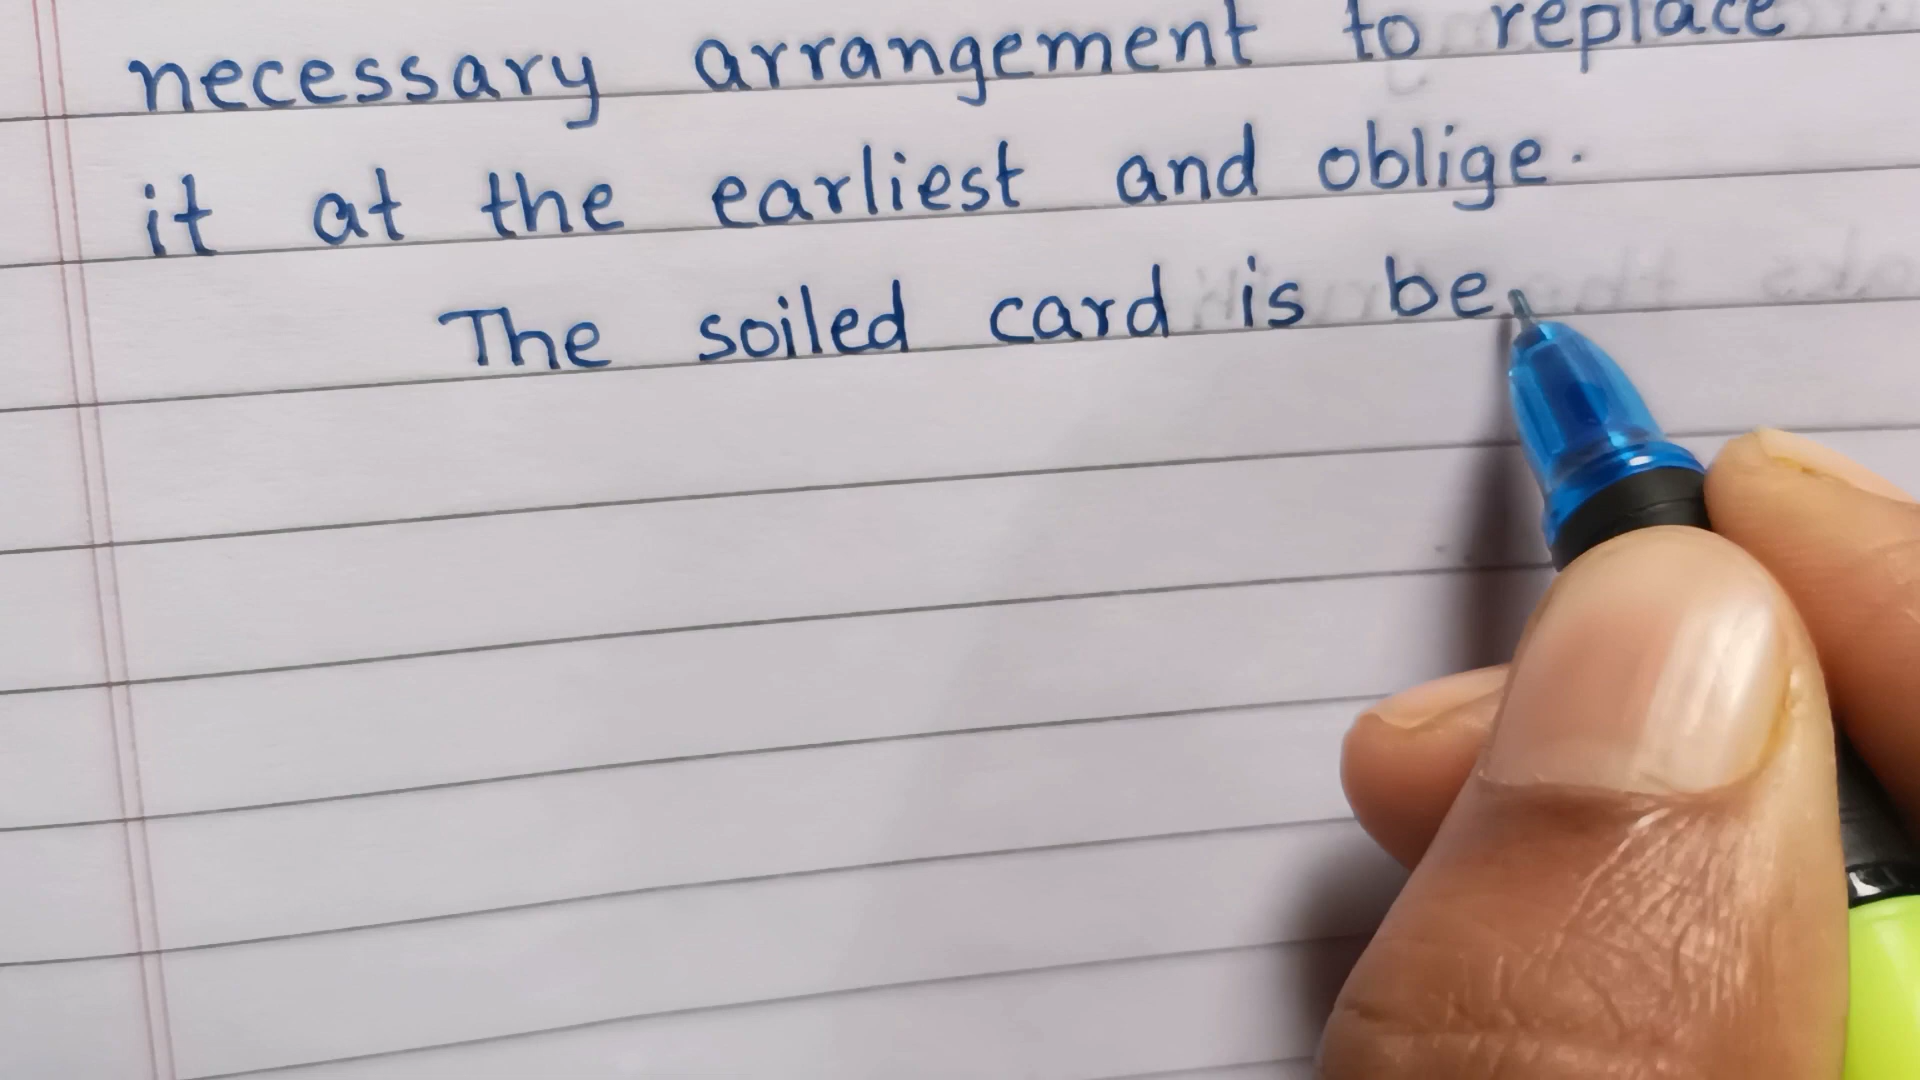 necessary arrangement to replace
it at the earliest and oblige.
The soiled card is be